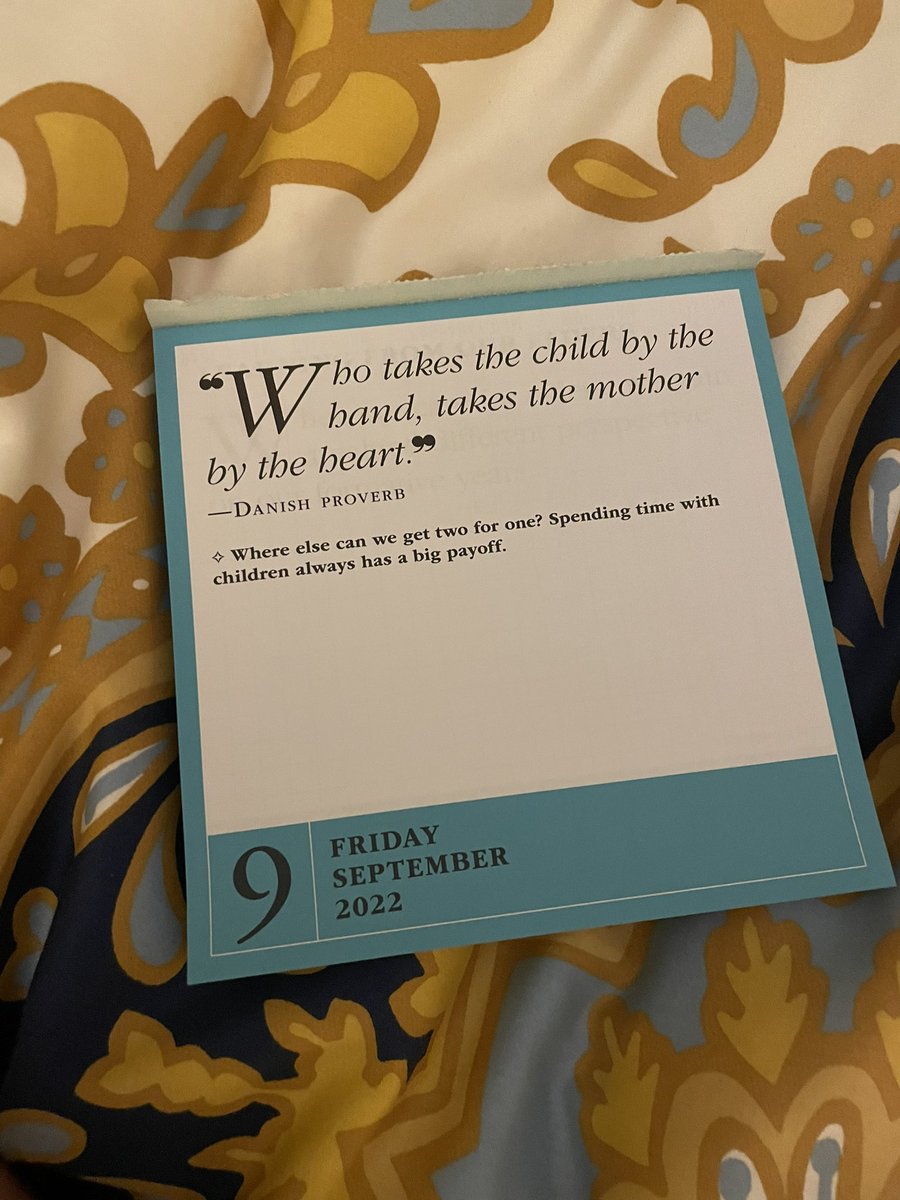 “Who takes the child by the
hand, takes the mother
by the heart.”
—Danish proverb
✧ Where else can we get two for one? Spending time with
children always has a big payoff.
9
FRIDAY
SEPTEMBER
2022